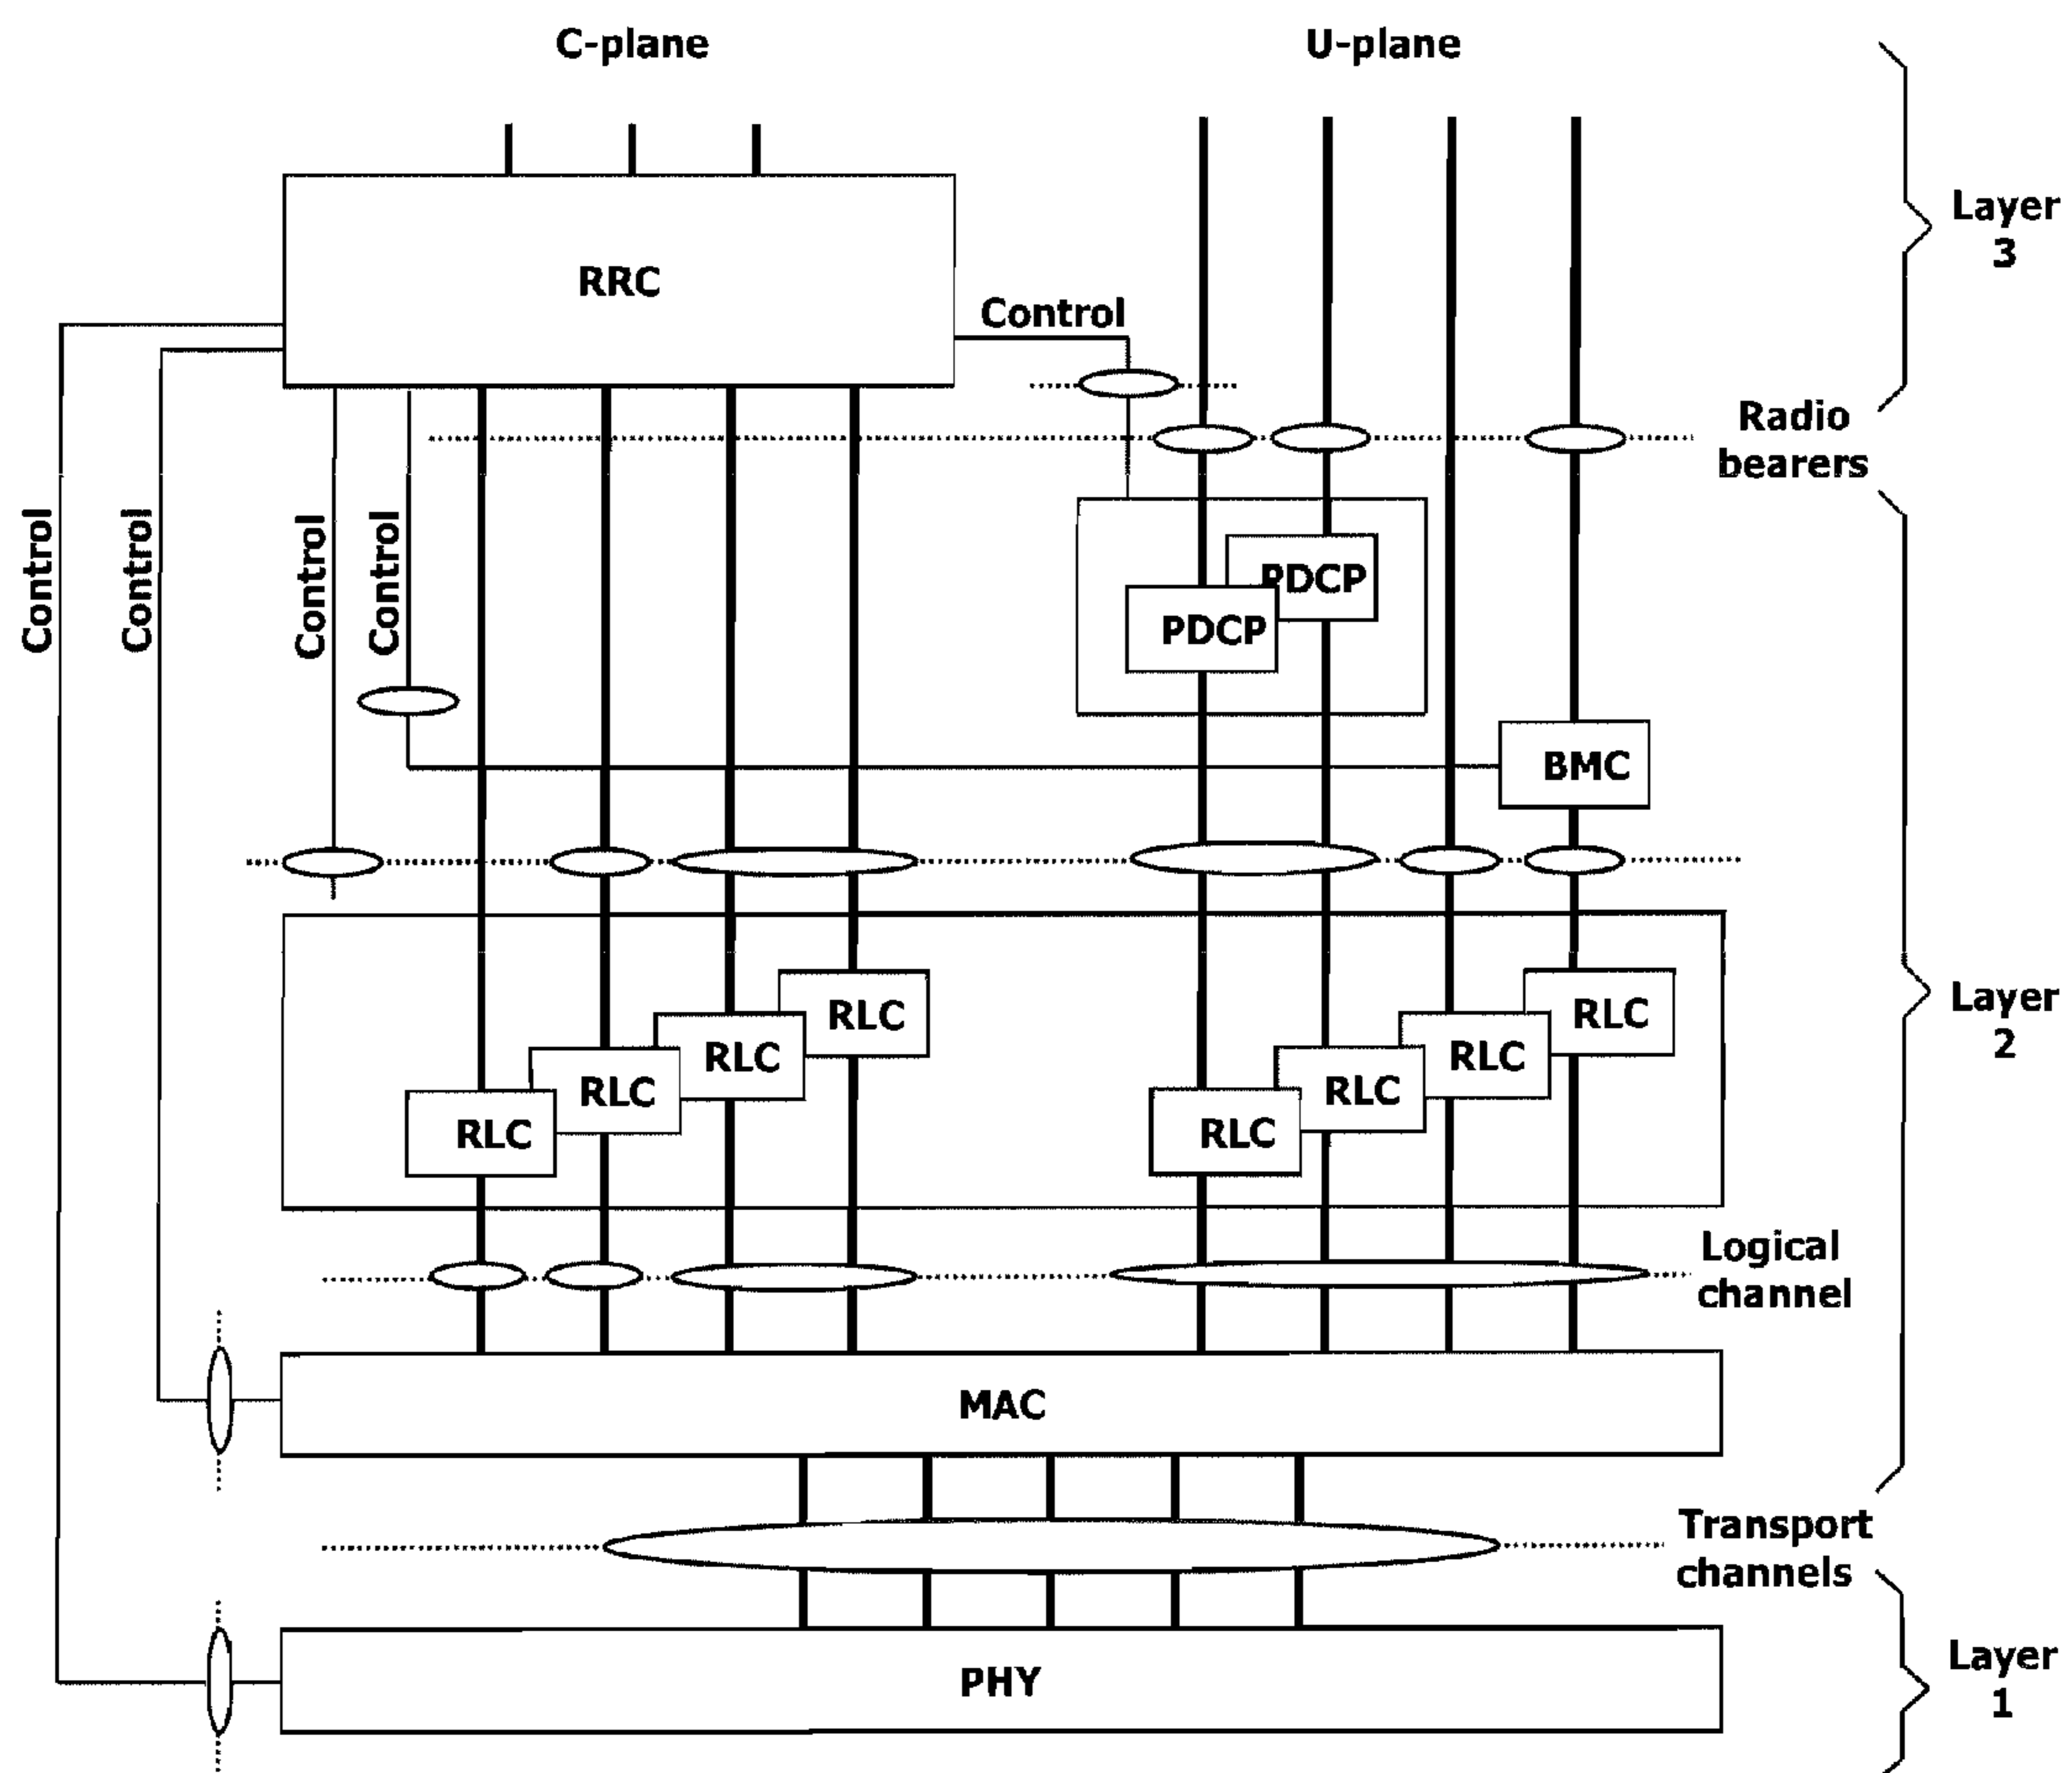 C-plane
U-plane
Layer
3
RRC
Control
Radio
bearers
Control
Control
Control
Control
PDCP
PDCP
BMC
Layer
2
RLC
RLC
RLC
RLC
RLC
RLC
RLC
RLC
Logical
channel
MAC
Transport
channels
PHY
Layer
1